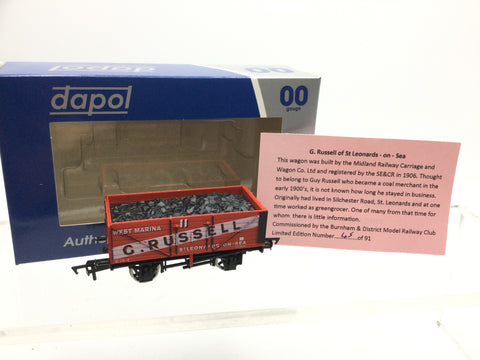 dapol
dapol
00
gauge
Auth
G. Russell of St Leonards - on - Sea
This wagon was built by the Midland Railway Carriage and
Wagon Co. Ltd and registered by the SE&CR in 1906. Thought
to belong to Guy Russell who became a coal merchant in the
early 1900's, it is not known how long he stayed in business.
Originally had lived in Silchester Road, St. Leonards and at one
time worked as greengrocer. One of many from that time for
whom there is little information.
Commissioned by the Burnham & District Model Railway Club
Limited Edition Number 65 of 91
WEST MARINA 11
G. RUSSELL
ST LEONARDS-ON-SEA